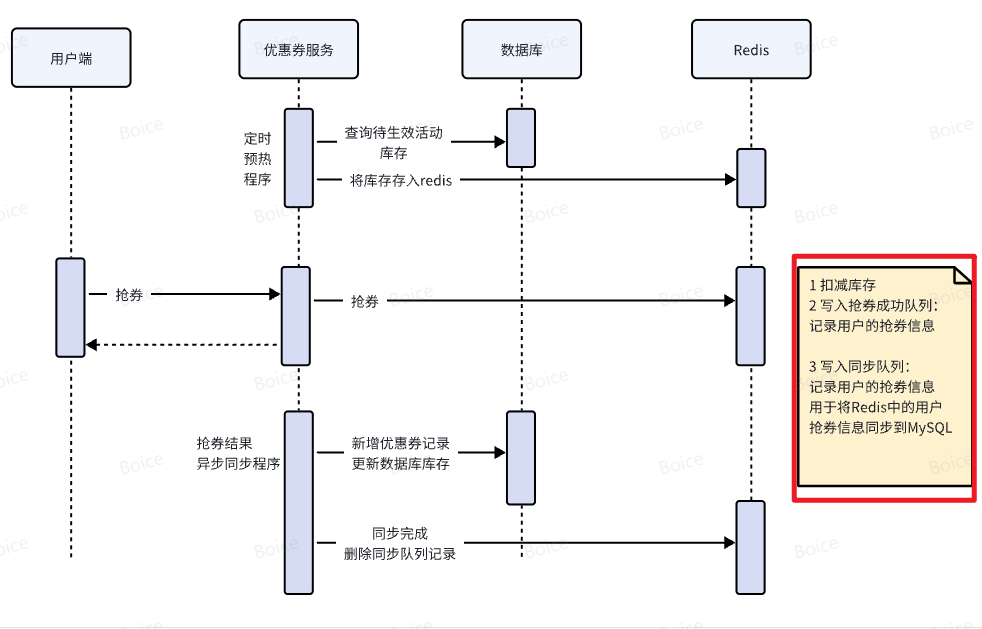 用户端
优惠券服务
数据库
Redis
定时
预热
程序
查询待生效活动
库存
将库存存入redis
抢券
抢券
1 扣减库存
2 写入抢券成功队列：
记录用户的抢券信息
3 写入同步队列：
记录用户的抢券信息
用于将Redis中的用户
抢券信息同步到MySQL
抢券结果
异步同步程序
新增优惠券记录
更新数据库库存
同步完成
删除同步队列记录
Boice